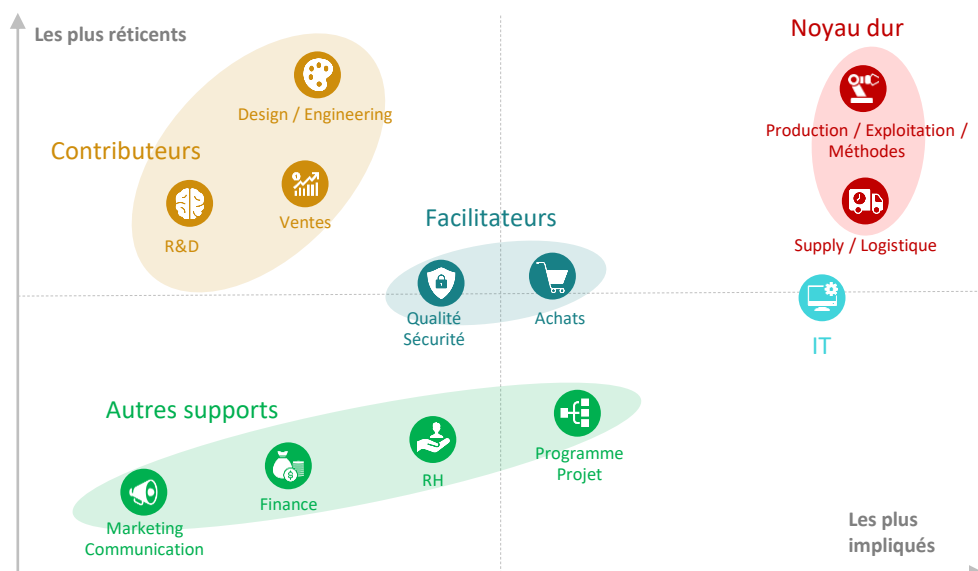 Les plus réticents
Noyau dur
Design / Engineering
Production / Exploitation /
Méthodes
Contributeurs
Ventes
Facilitateurs
R&D
Supply / Logistique
Qualité
Sécurité
Achats
IT
Autres supports
Programme
Projet
RH
Finance
Marketing
Communication
Les plus
impliqués